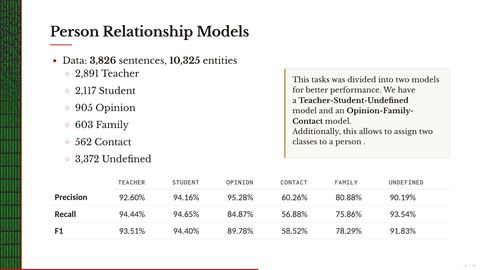 Person Relationship Models
• Data: 3,826 sentences, 10,325 entities
○ 2,891 Teacher
○ 2,117 Student
○ 905 Opinion
○ 603 Family
○ 562 Contact
○ 3,372 Undefined
This tasks was divided into two models
for better performance. We have
a Teacher-Student-Undefined
model and an Opinion-Family-
Contact model.
Additionally, this allows to assign two
classes to a person .
TEACHER STUDENT OPINION CONTACT FAMILY UNDEFINED
Precision 92.60% 94.16% 95.28% 60.26% 80.88% 90.19%
Recall 94.44% 94.65% 84.87% 56.88% 75.86% 93.54%
F1 93.51% 94.40% 89.78% 58.52% 78.29% 91.83%